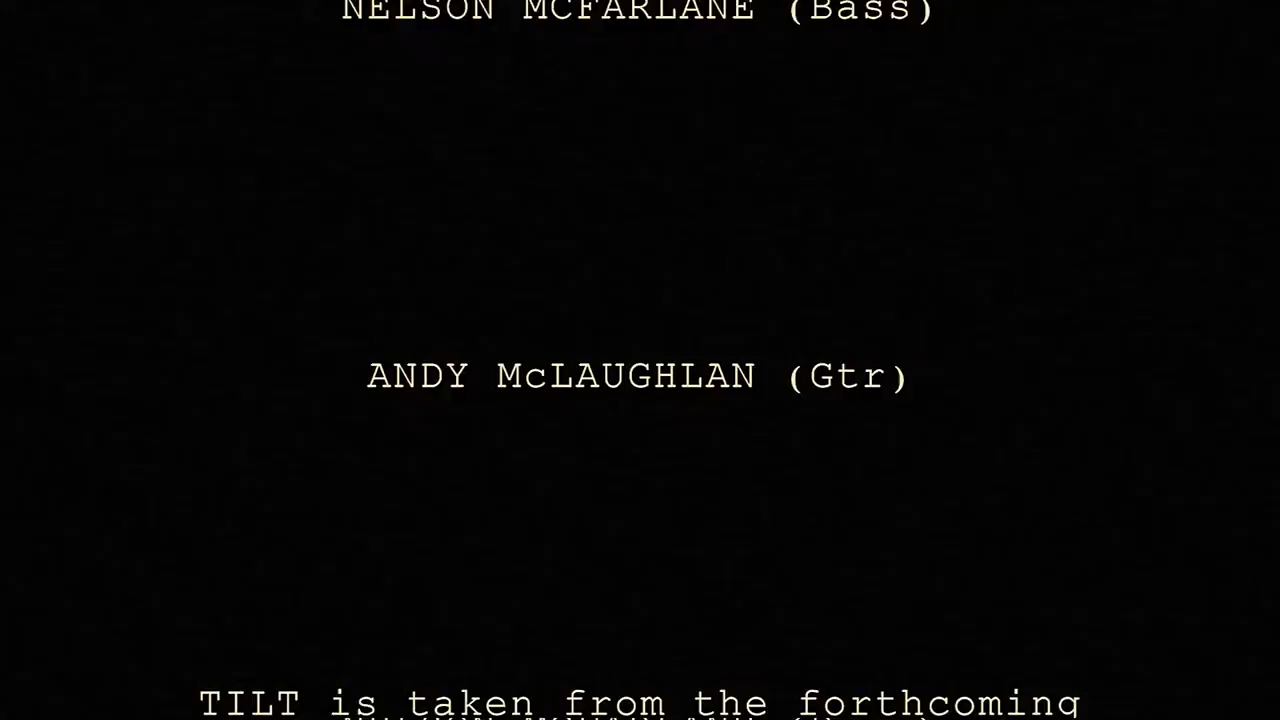 NELSON MCFARLANE (Bass)
ANDY McLAUGHLAN (Gtr)
TILT is taken from the forthcoming